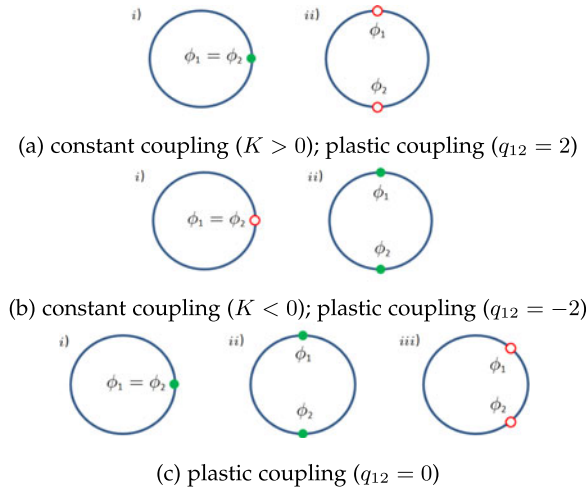 i)
ii)
ϕ₁ = ϕ₂
ϕ₁
ϕ₂
(a) constant coupling (K > 0); plastic coupling (q₁₂ = 2)
i)
ii)
ϕ₁ = ϕ₂
ϕ₁
ϕ₂
(b) constant coupling (K < 0); plastic coupling (q₁₂ = −2)
i)
ii)
iii)
ϕ₁ = ϕ₂
ϕ₁
ϕ₂
ϕ₁
ϕ₂
(c) plastic coupling (q₁₂ = 0)